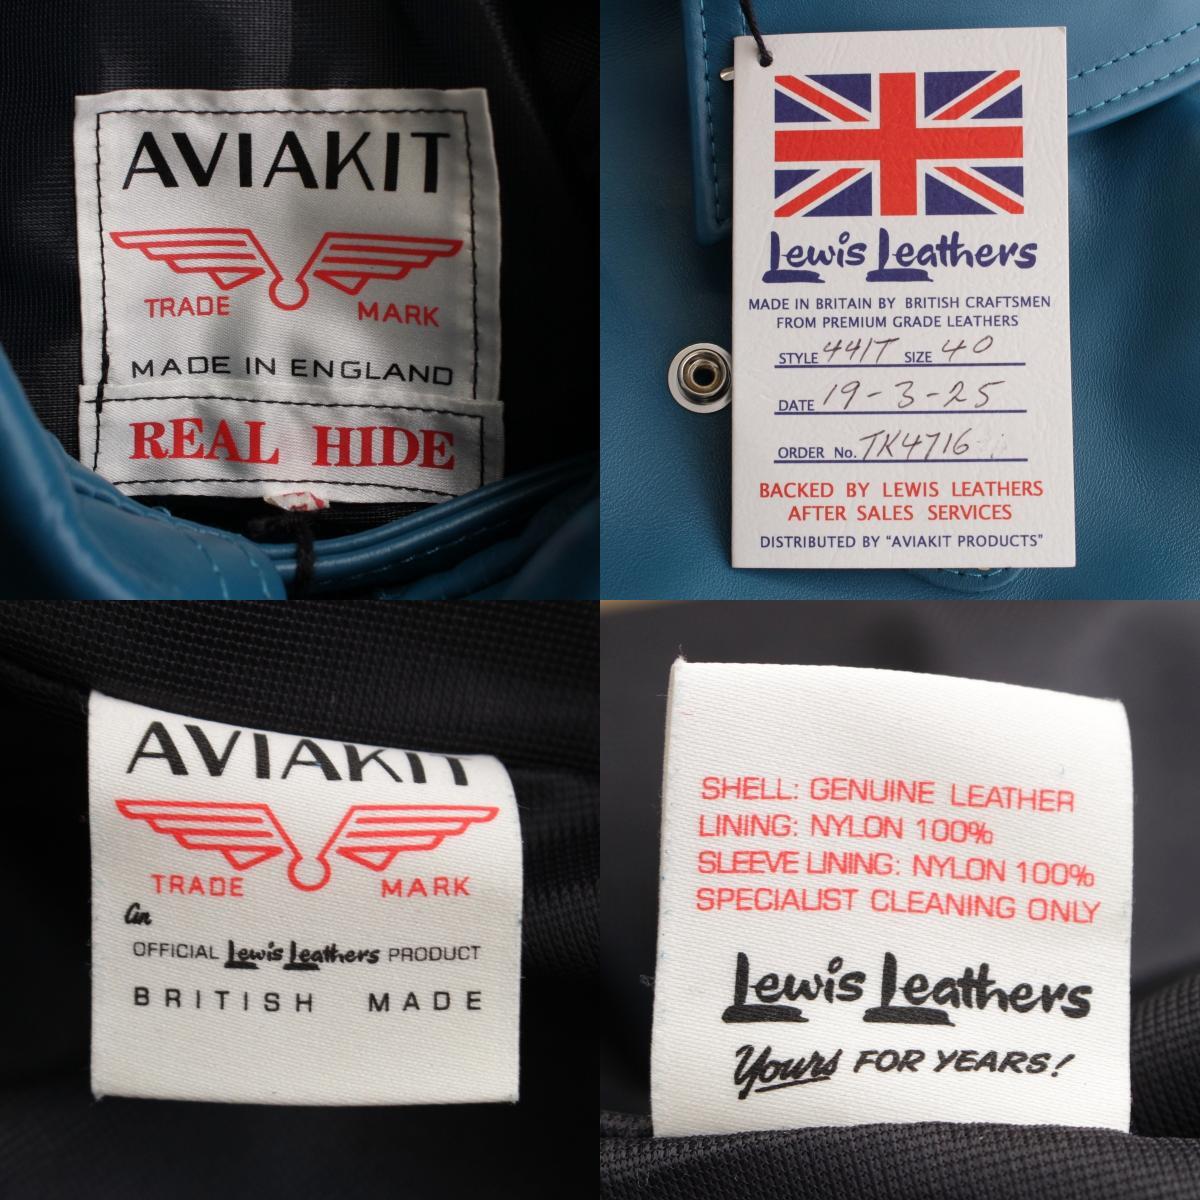 AVIAKIT
TRADE MARK
MADE IN ENGLAND
REAL HIDE
Lewis Leathers
MADE IN BRITAIN BY BRITISH CRAFTSMEN
FROM PREMIUM GRADE LEATHERS
STYLE 441T SIZE 40
DATE 19-3-25
ORDER No. TK4716
BACKED BY LEWIS LEATHERS
AFTER SALES SERVICES
DISTRIBUTED BY "AVIAKIT PRODUCTS"
AVIAKIT
TRADE MARK
An
OFFICIAL Lewis Leathers PRODUCT
BRITISH MADE
SHELL: GENUINE LEATHER
LINING: NYLON 100%
SLEEVE LINING: NYLON 100%
SPECIALIST CLEANING ONLY
Lewis Leathers
Yours FOR YEARS!